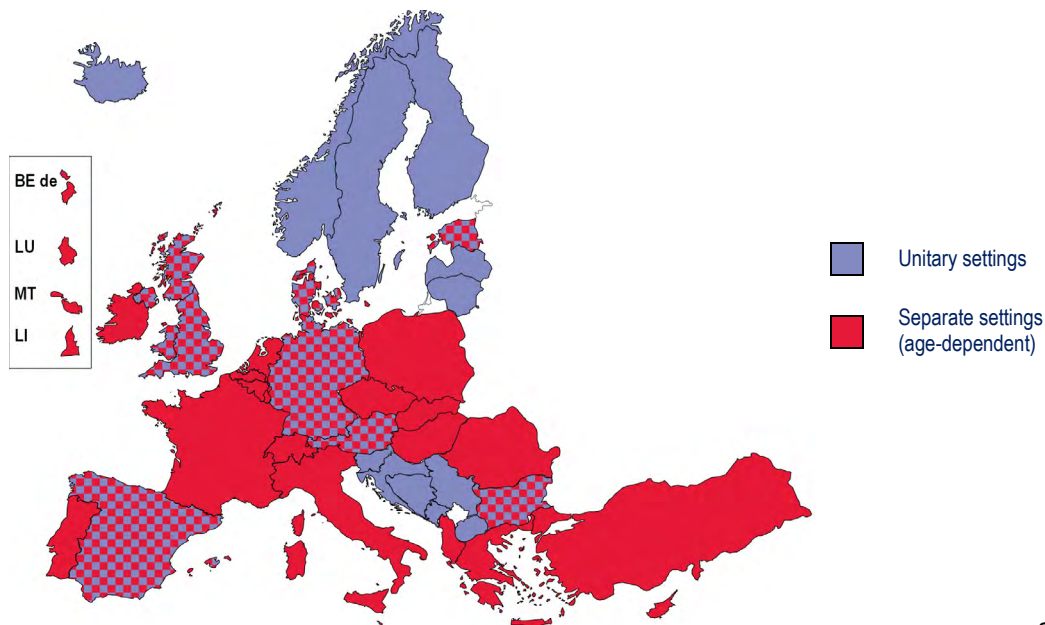 BE de
LU
MT
LI
Unitary settings
Separate settings
(age-dependent)